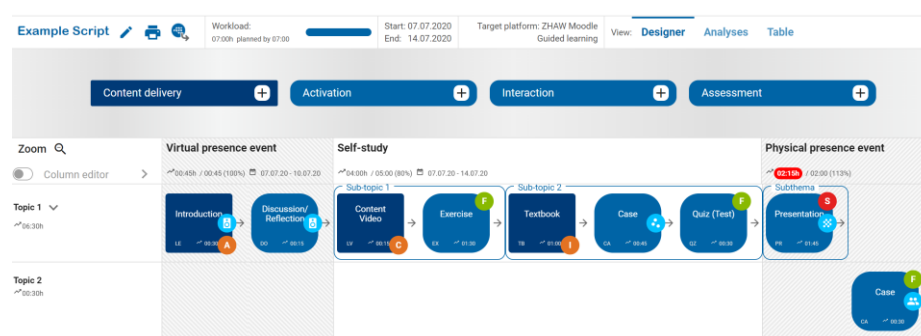 Example Script
Workload:
07:00h planned by 07:00
Start: 07.07.2020
End: 14.07.2020
Target platform: ZHAW Moodle
Guided learning
View: Designer Analyses Table
Content delivery
Activation
Interaction
Assessment
Zoom
Column editor
Virtual presence event
00:45h / 00:45 (100%) 07.07.20 - 10.07.20
Self-study
04:00h / 05:00 (80%) 07.07.20 - 14.07.20
Physical presence event
02:15h / 02:00 (113%)
Topic 1
06:30h
Introduction
LE 00:30
A
Discussion/
Reflection
DO 00:15
Sub-topic 1
Content
Video
LV 00:15
C
Exercise
F
EX 01:30
Sub-topic 2
Textbook
TB 01:00
I
Case
CA 00:45
Quiz (Test)
F
GZ 00:30
Subthema
Presentation
S
PR 01:45
Topic 2
00:30h
Case
F
CA 00:30